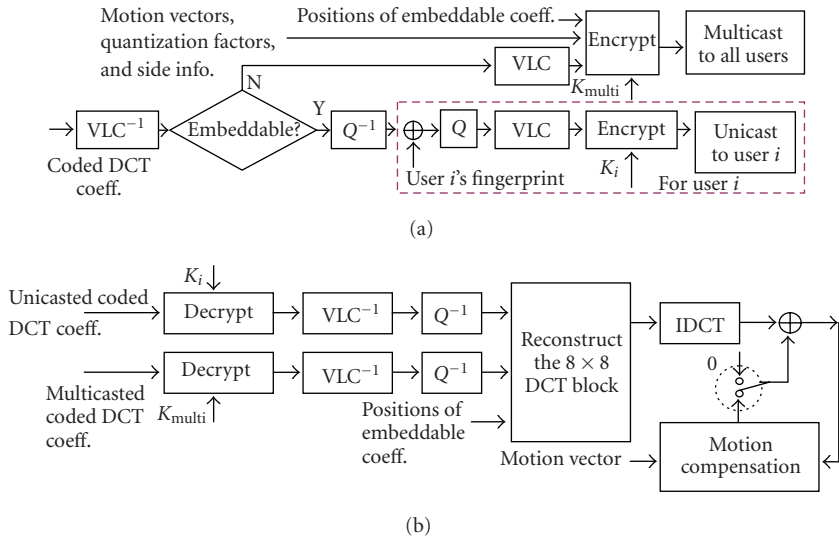 Motion vectors,
quantization factors,
and side info.
Positions of embeddable coeff.
Encrypt
Multicast
to all users
N
VLC
K_multi
VLC⁻¹
Embeddable?
Y
Q⁻¹
Q
VLC
Encrypt
Unicast
to user i
Coded DCT
coeff.
User i's fingerprint
K_i
For user i
(a)
K_i
Unicasted coded
DCT coeff.
Decrypt
VLC⁻¹
Q⁻¹
Reconstruct
the 8 × 8
DCT block
IDCT
Decrypt
VLC⁻¹
Q⁻¹
0
Multicasted
coded DCT
coeff.
K_multi
Positions of
embeddable
coeff.
Motion vector
Motion
compensation
(b)